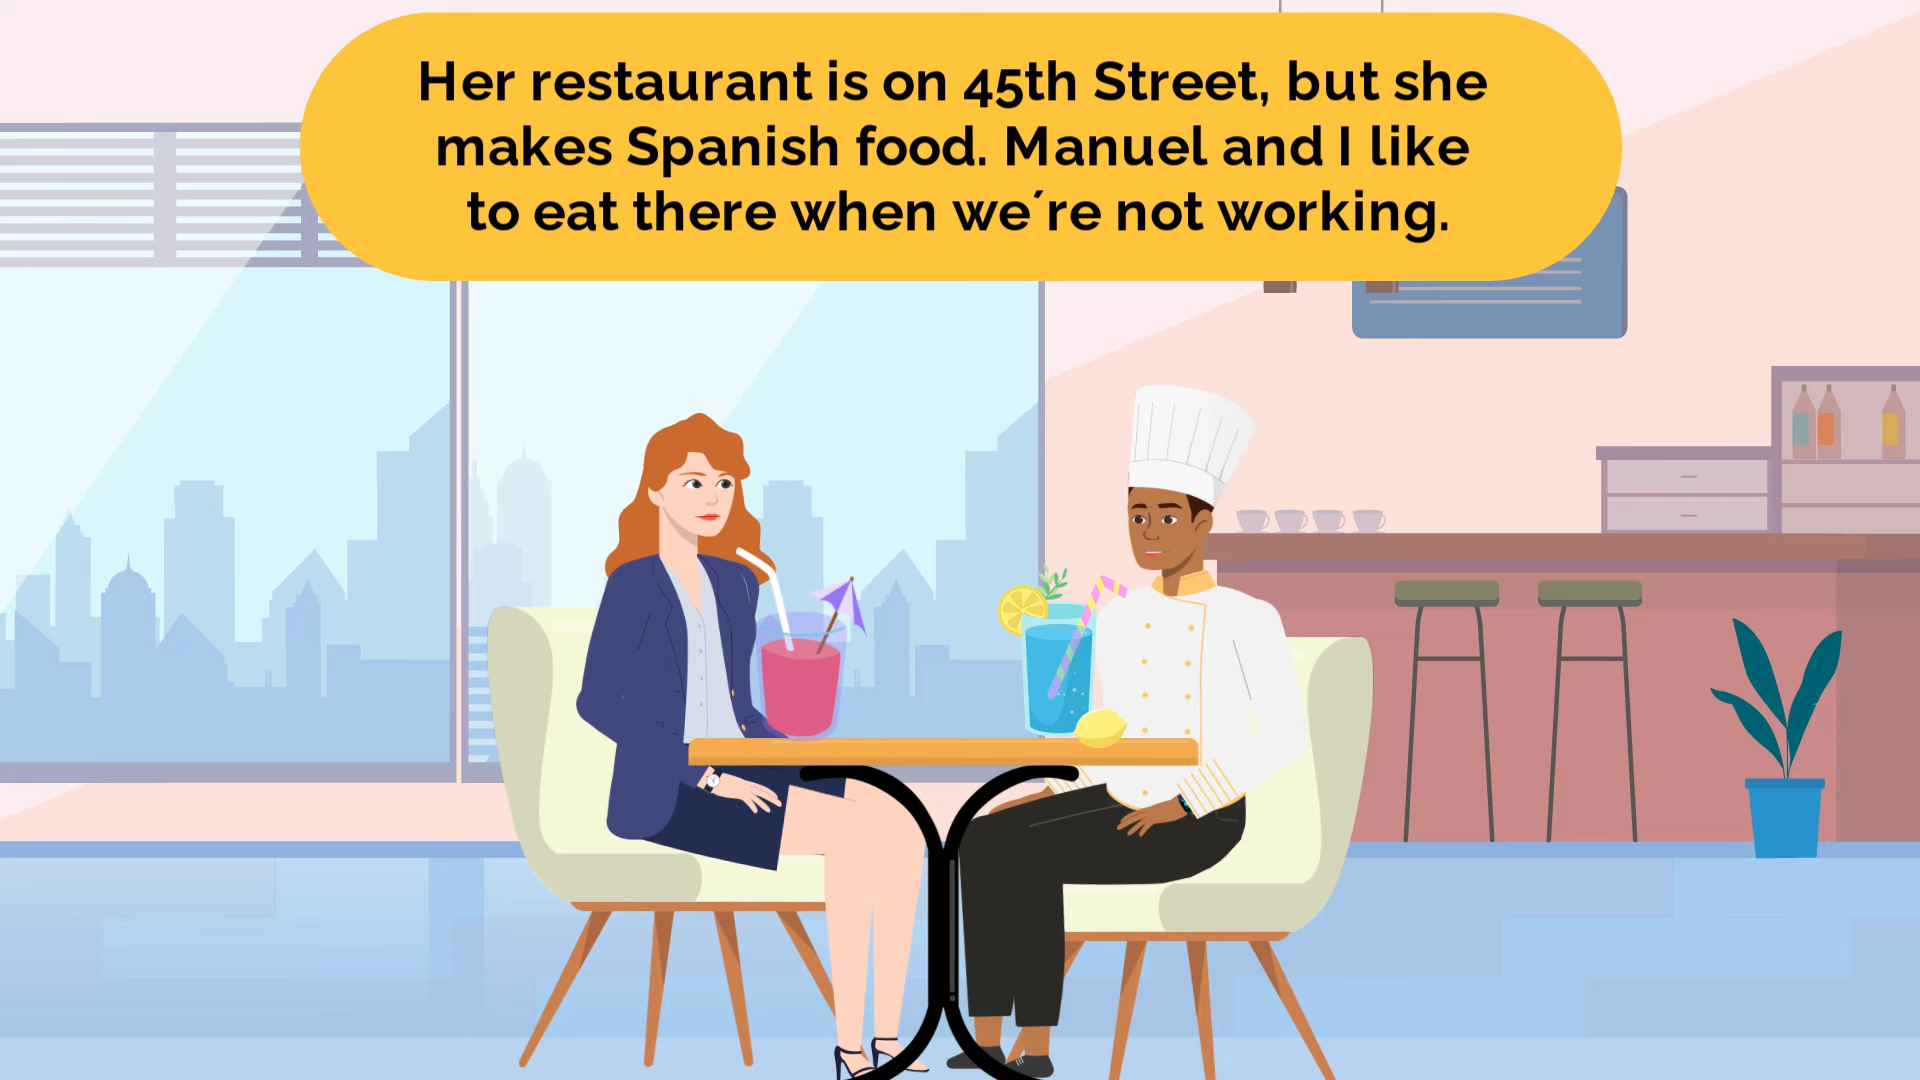 Her restaurant is on 45th Street, but she
makes Spanish food. Manuel and I like
to eat there when we´re not working.